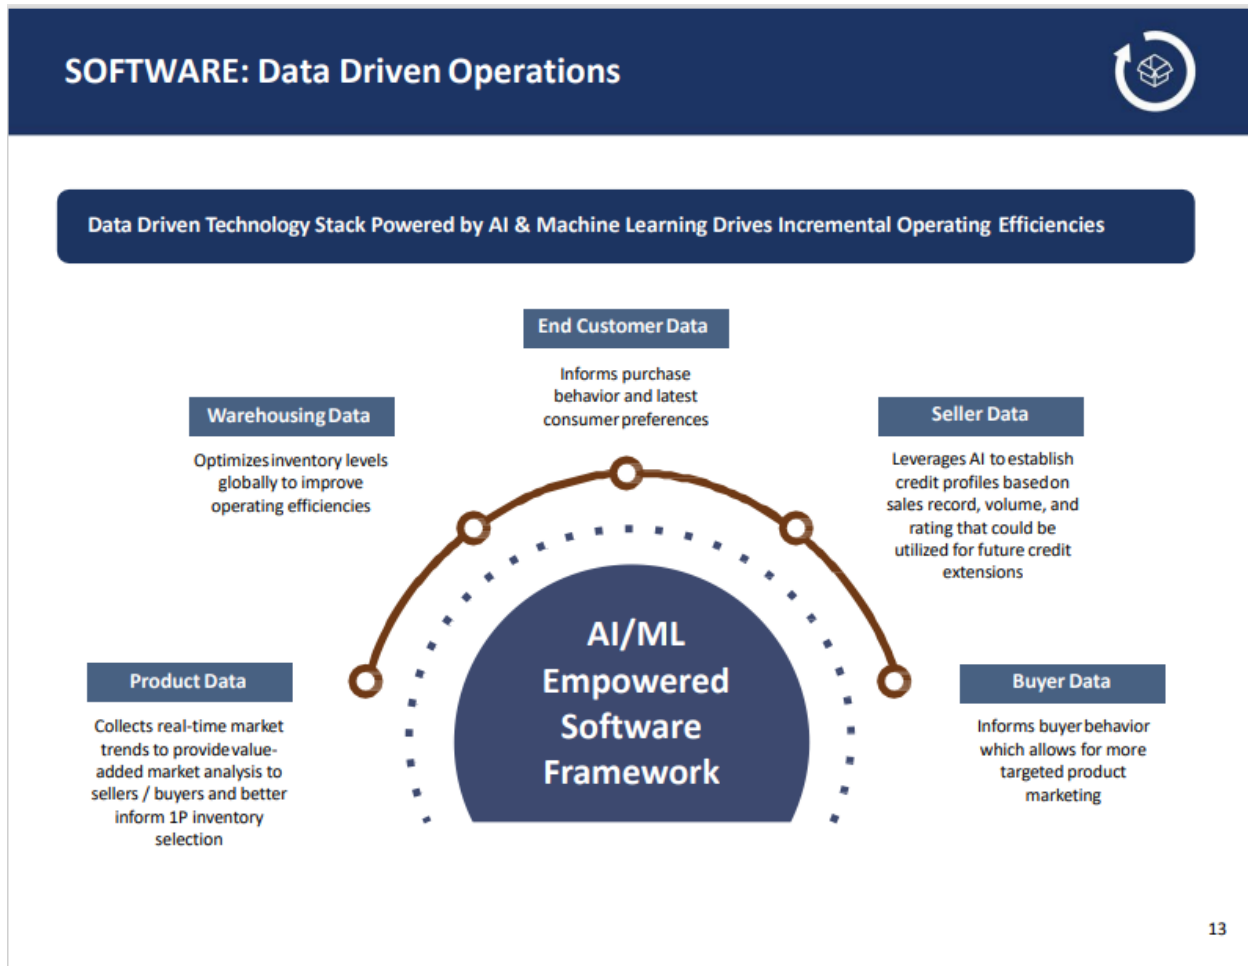 SOFTWARE: Data Driven Operations
Data Driven Technology Stack Powered by AI & Machine Learning Drives Incremental Operating Efficiencies
End Customer Data
Informs purchase
behavior and latest
consumer preferences
Warehousing Data
Optimizes inventory levels
globally to improve
operating efficiencies
Seller Data
Leverages AI to establish
credit profiles based on
sales record, volume, and
rating that could be
utilized for future credit
extensions
AI/ML
Empowered
Software
Framework
Product Data
Collects real-time market
trends to provide value-
added market analysis to
sellers / buyers and better
inform 1P inventory
selection
Buyer Data
Informs buyer behavior
which allows for more
targeted product
marketing
13